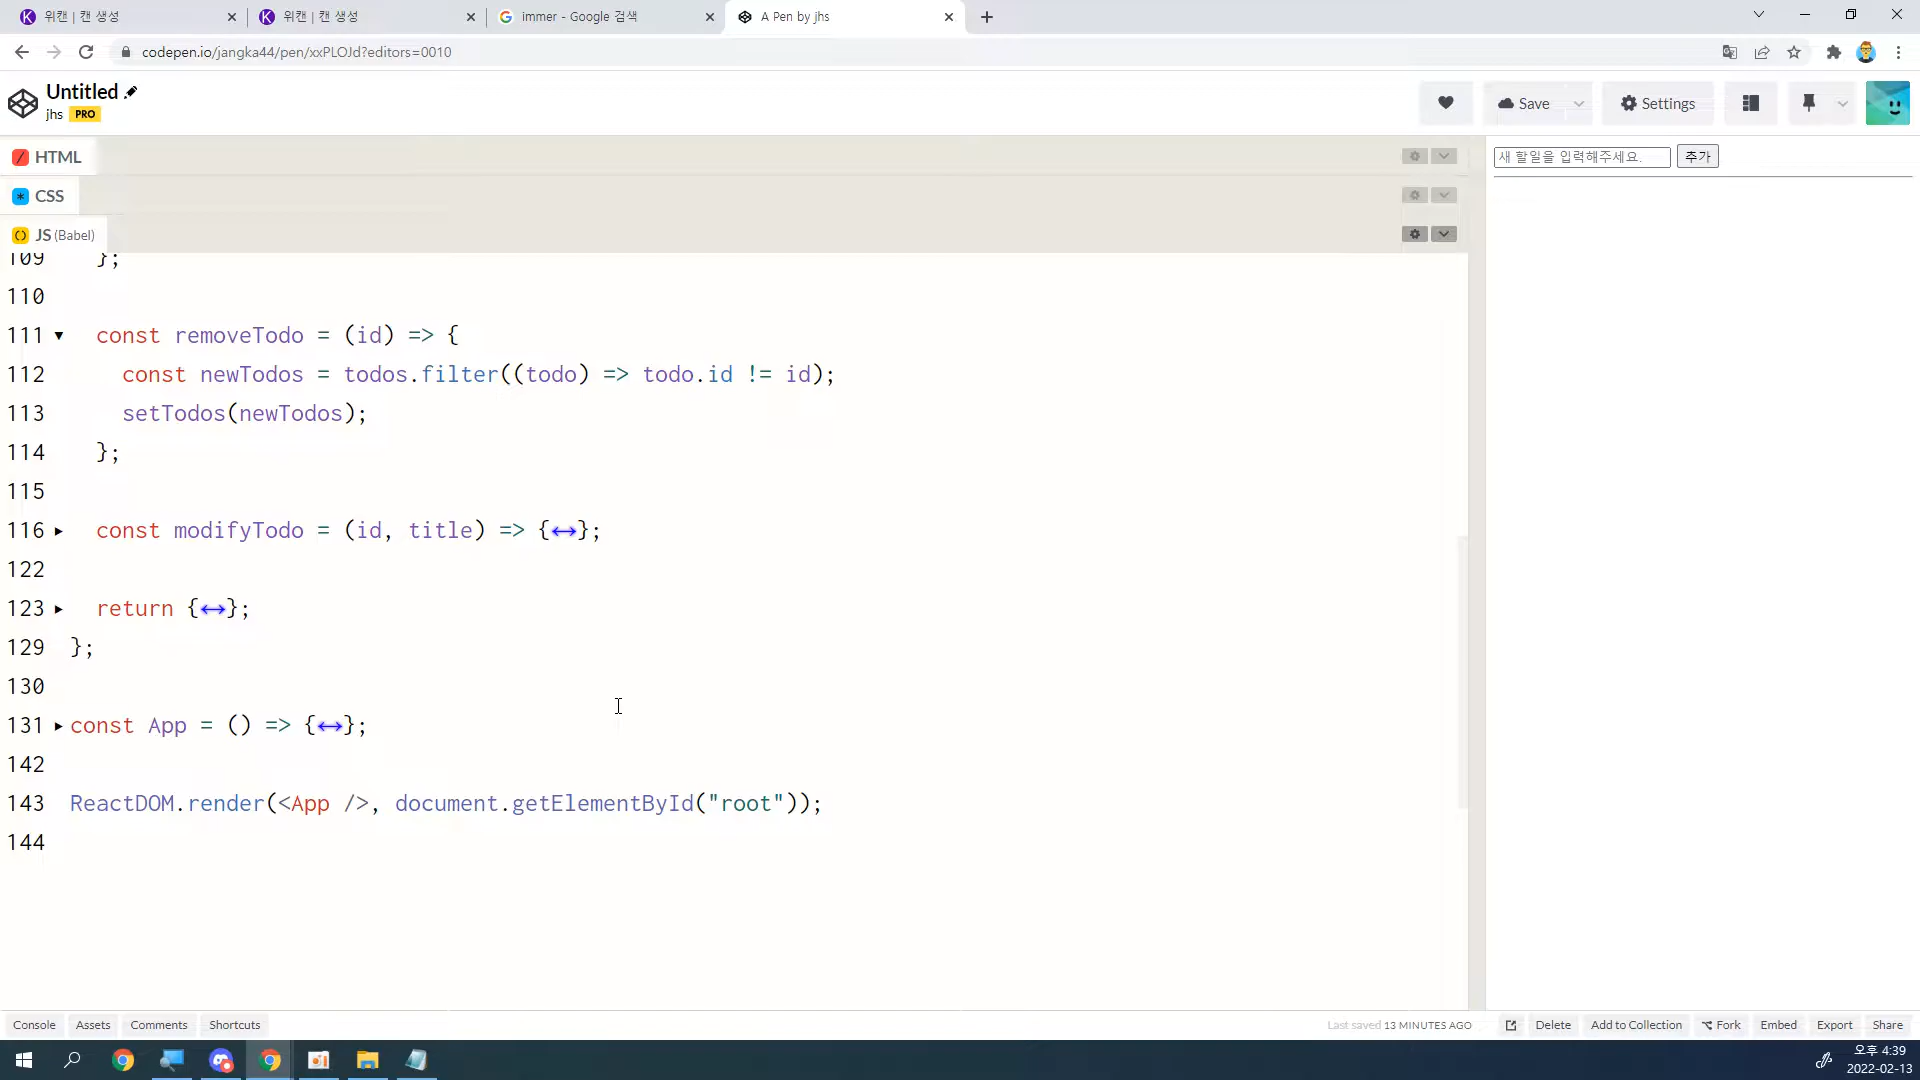 위캔 | 캔 생성
위캔 | 캔 생성
immer - Google 검색
A Pen by jhs
codepen.io/jangka44/pen/xxPLOJd?editors=0010
Untitled
jhs PRO
Save
Settings
HTML
CSS
JS (Babel)
새 할일을 입력해주세요.
추가
109 };
110
111 const removeTodo = (id) => {
112 const newTodos = todos.filter((todo) => todo.id != id);
113 setTodos(newTodos);
114 };
115
116 const modifyTodo = (id, title) => {↔};
122
123 return {↔};
129 };
130
131 const App = () => {↔};
142
143 ReactDOM.render(<App />, document.getElementById("root"));
144
Console Assets Comments Shortcuts
Last saved 13 MINUTES AGO
Delete Add to Collection Fork Embed Export Share
오후 4:39
2022-02-13